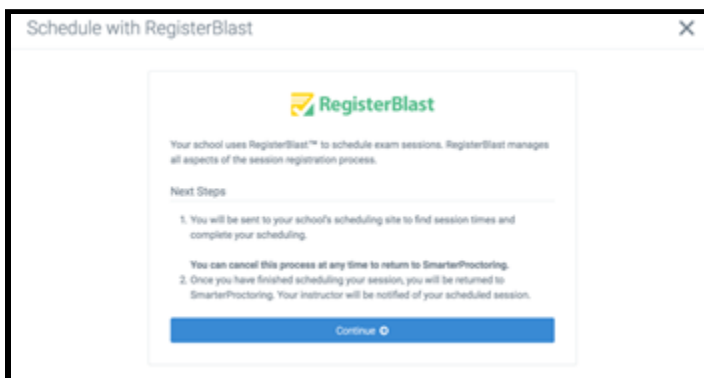 Schedule with RegisterBlast
RegisterBlast
Your school uses RegisterBlast™ to schedule exam sessions. RegisterBlast manages
all aspects of the session registration process.
Next Steps
1. You will be sent to your school's scheduling site to find session times and
complete your scheduling.
You can cancel this process at any time to return to SmarterProctoring.
2. Once you have finished scheduling your session, you will be returned to
SmarterProctoring. Your instructor will be notified of your scheduled session.
Continue